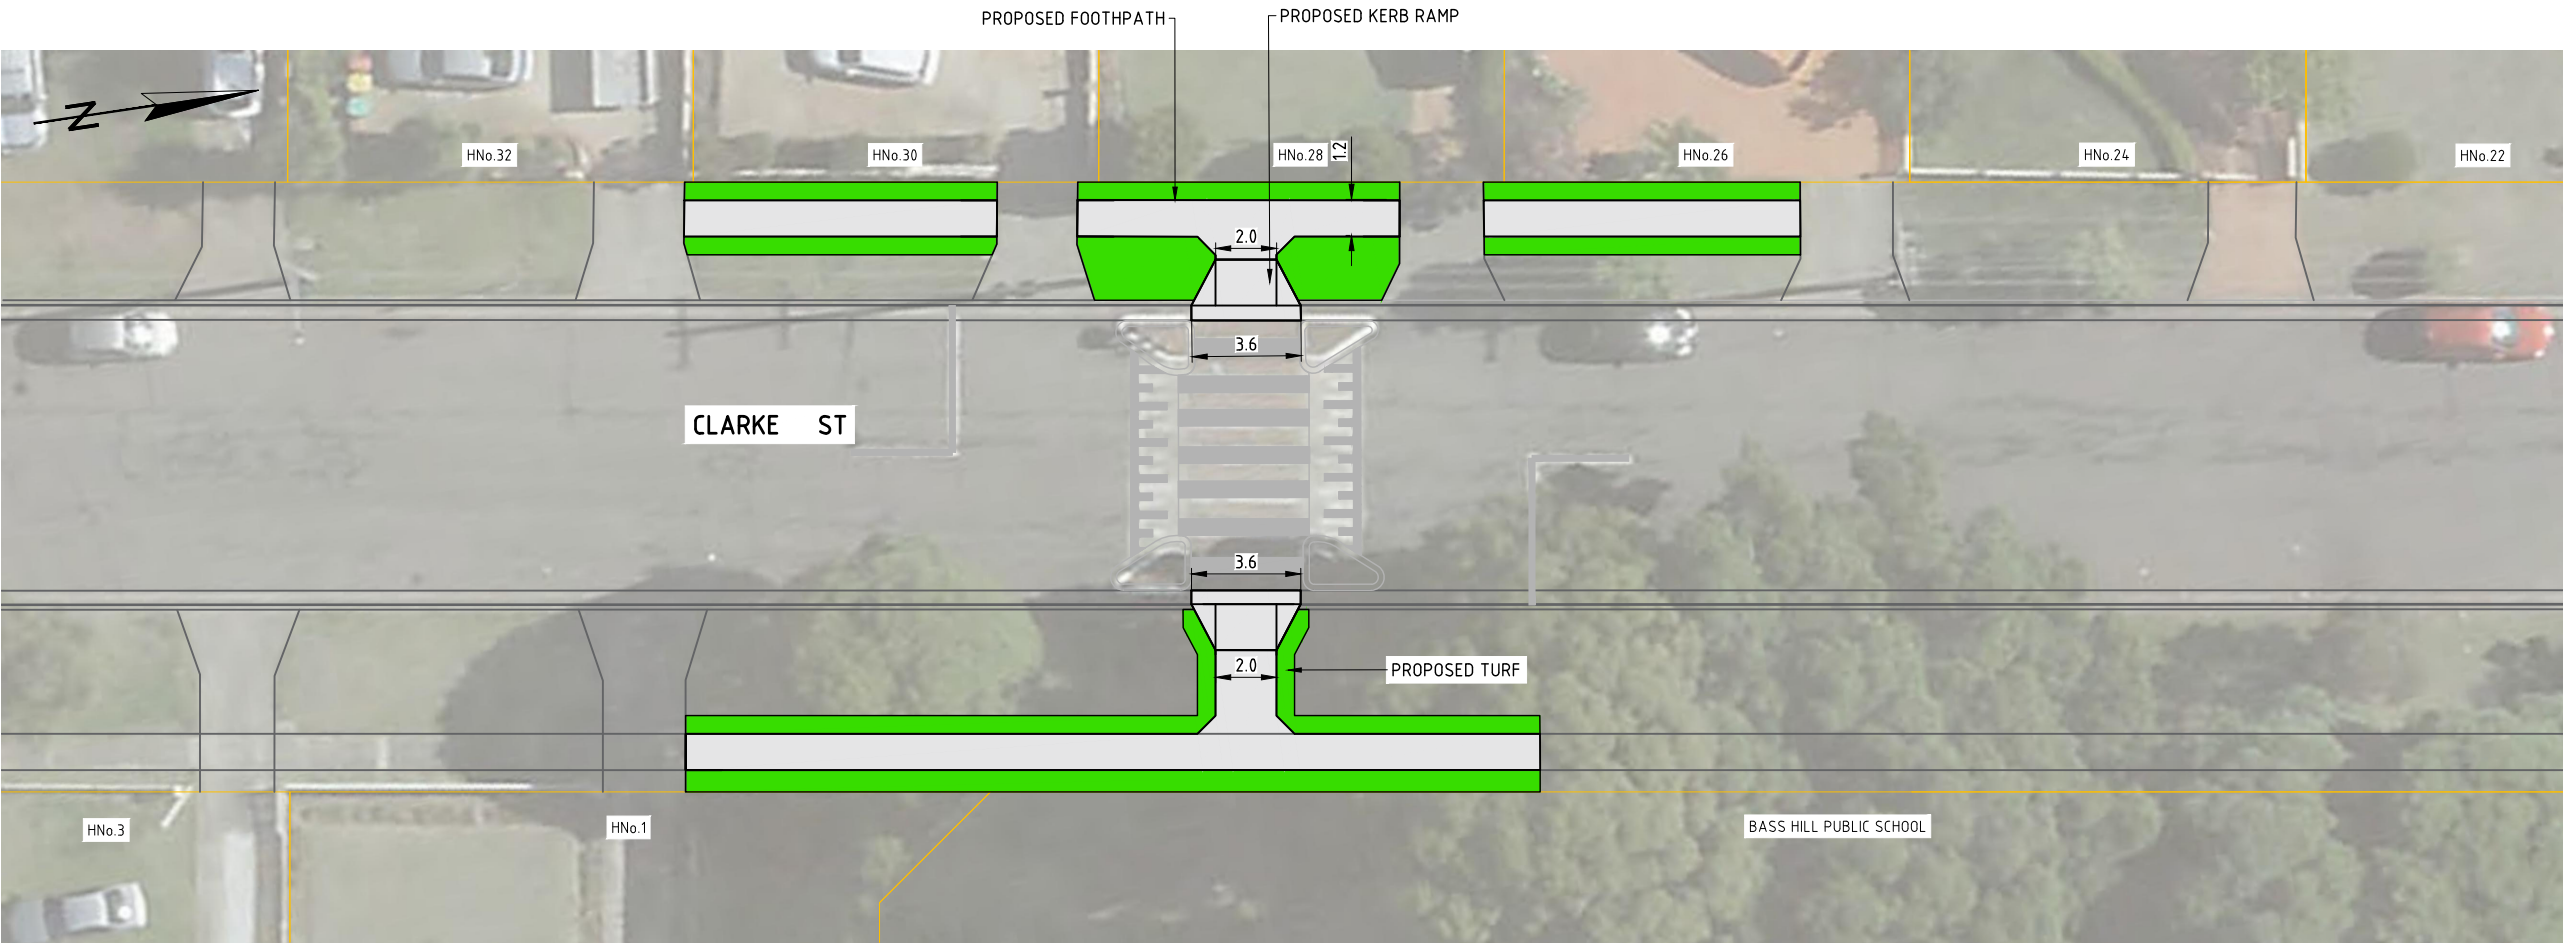 PROPOSED FOOTHPATH
PROPOSED KERB RAMP
N
HNo.32
HNo.30
HNo.28
1.2
HNo.26
HNo.24
HNo.22
2.0
3.6
CLARKE ST
3.6
2.0
PROPOSED TURF
HNo.3
HNo.1
BASS HILL PUBLIC SCHOOL